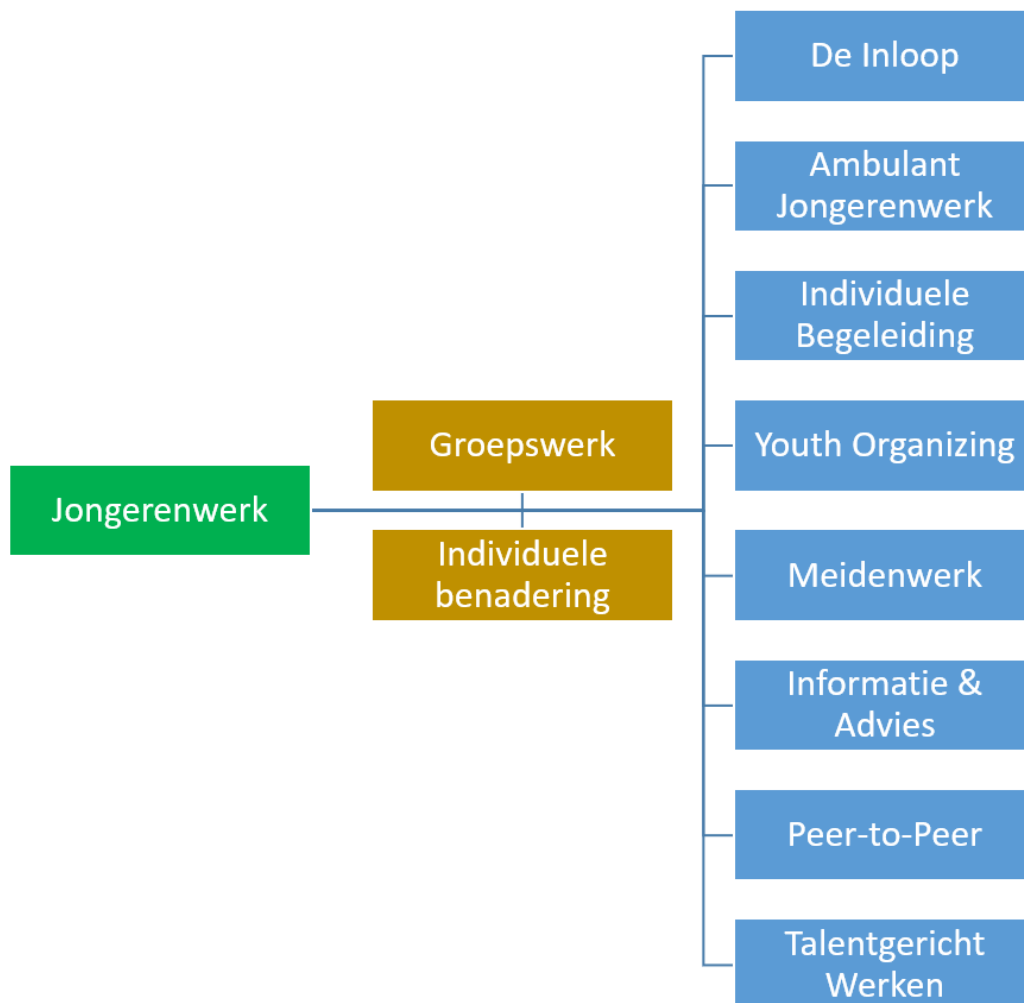 Jongerenwerk
Groepswerk
Individuele
benadering
De Inloop
Ambulant
Jongerenwerk
Individuele
Begeleiding
Youth Organizing
Meidenwerk
Informatie &
Advies
Peer-to-Peer
Talentgericht
Werken